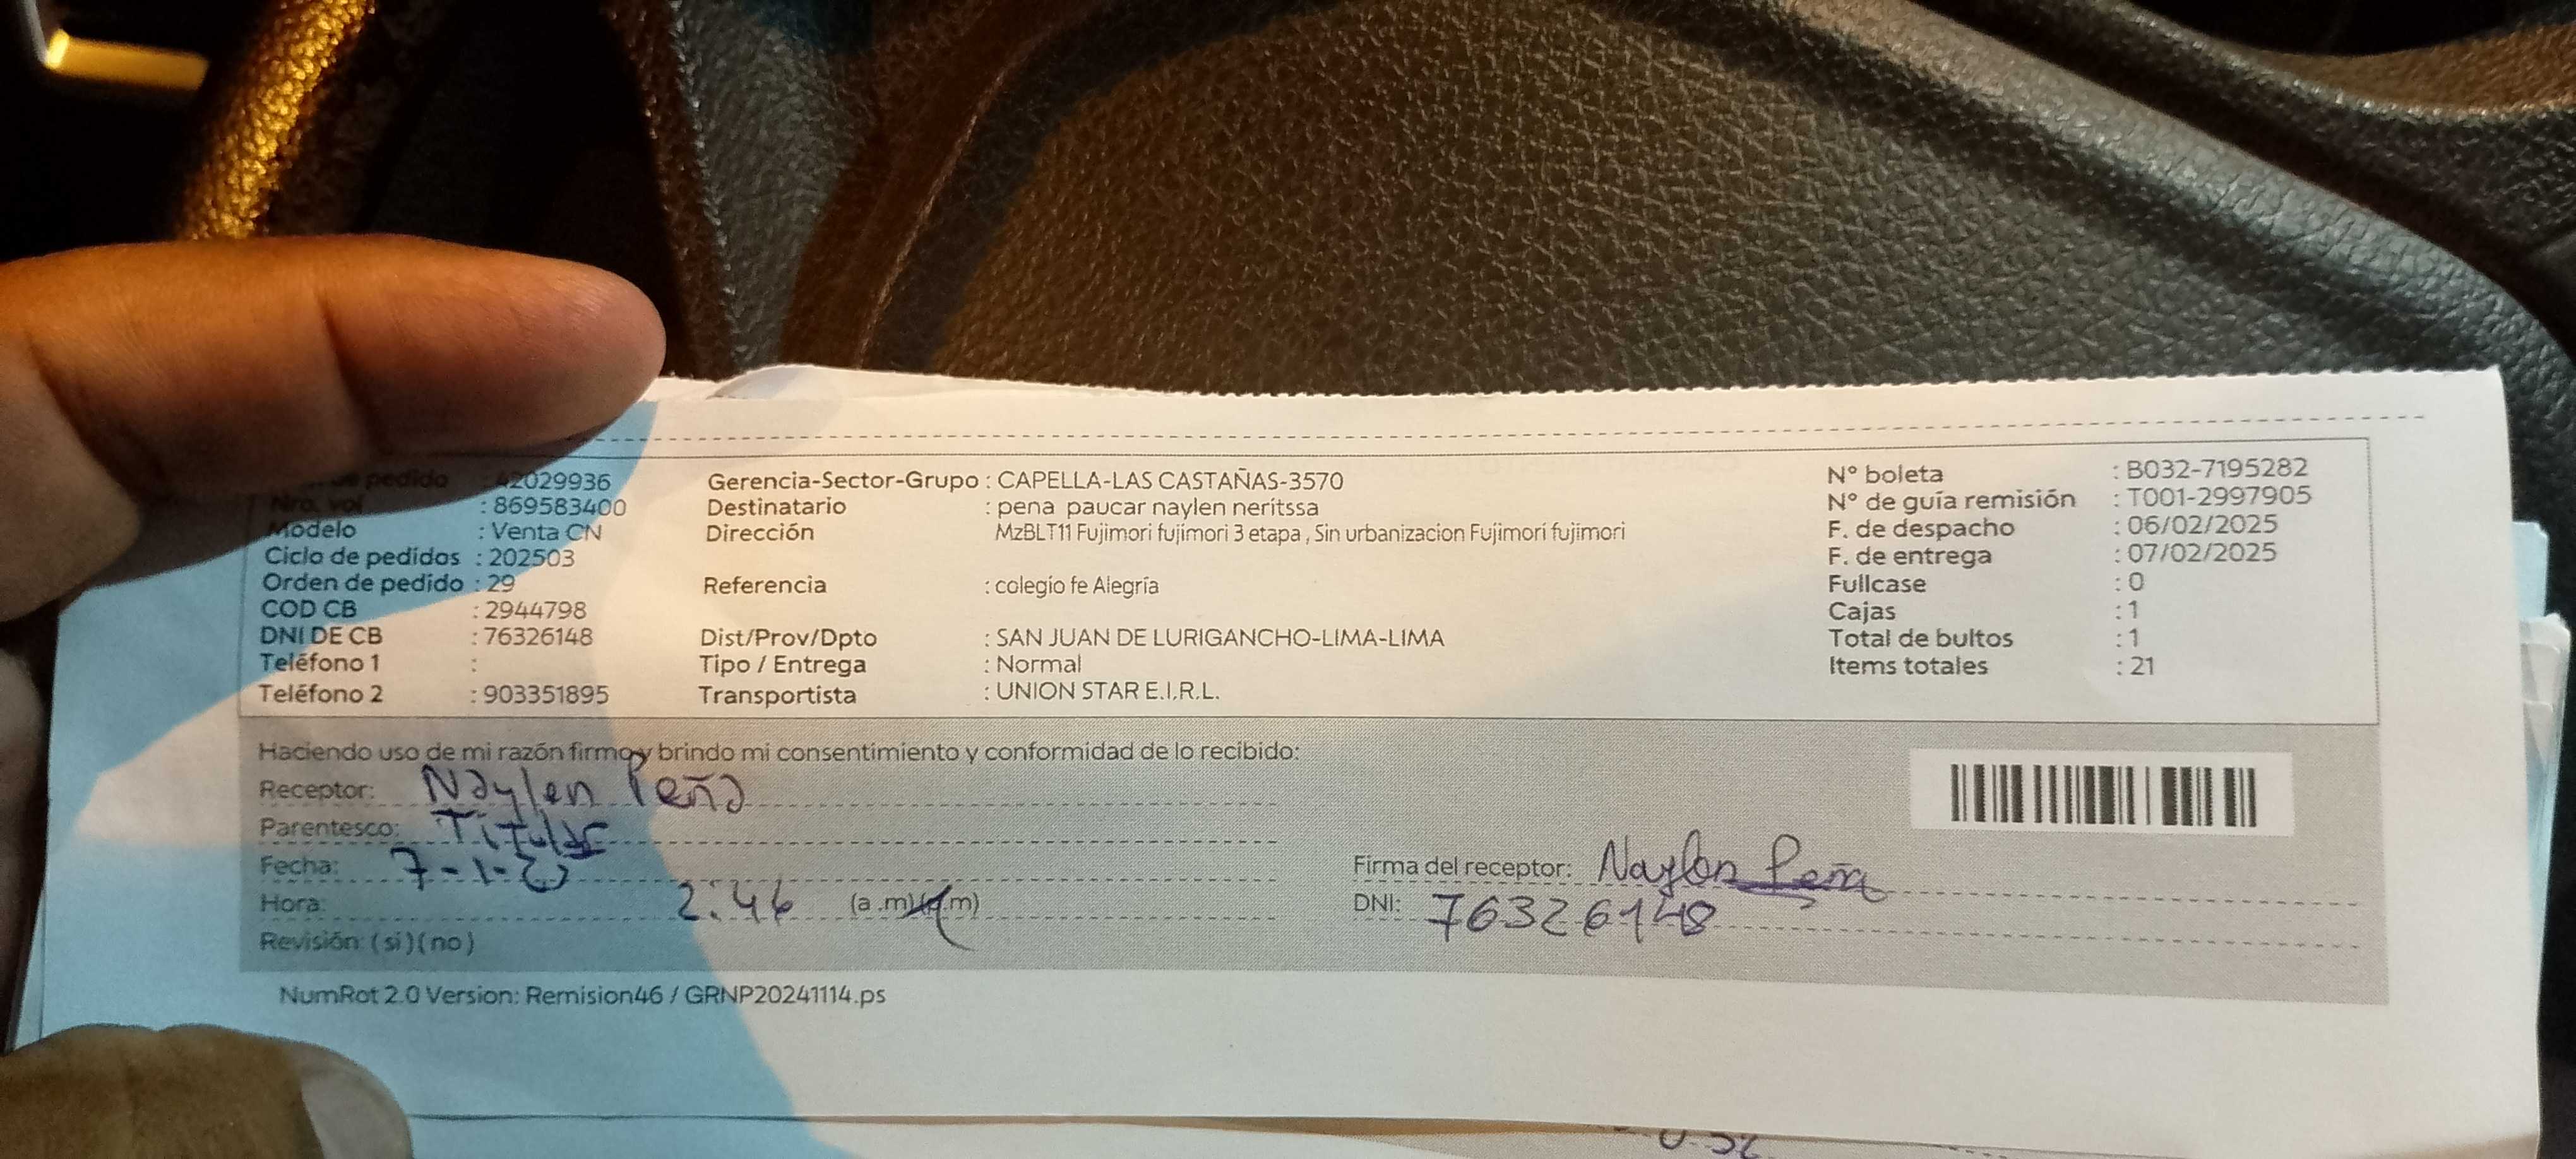 pedido : 42029936
Nro. vol : 869583400
Modelo : Venta CN
Ciclo de pedidos : 202503
Orden de pedido : 29
COD CB : 2944798
DNI DE CB : 76326148
Teléfono 1 :
Teléfono 2 : 903351895
Gerencia-Sector-Grupo : CAPELLA-LAS CASTAÑAS-3570
Destinatario : pena paucar naylen neritssa
Dirección MzBLT11 Fujimori fujimori 3 etapa , Sin urbanizacion Fujimori fujimori
Referencia : colegio fe Alegría
Dist/Prov/Dpto : SAN JUAN DE LURIGANCHO-LIMA-LIMA
Tipo / Entrega : Normal
Transportista : UNION STAR E.I.R.L.
N° boleta : B032-7195282
N° de guía remisión : T001-2997905
F. de despacho : 06/02/2025
F. de entrega : 07/02/2025
Fullcase : 0
Cajas : 1
Total de bultos : 1
Items totales : 21
Haciendo uso de mi razón firmo y brindo mi consentimiento y conformidad de lo recibido:
Receptor: Naylen Peña
Parentesco: Titular
Fecha: 7-1-25
Hora: 2:46 (a .m)(p.m)
Revisión: (si)(no)
Firma del receptor: Naylen Peña
DNI: 76326148
NumRot 2.0 Version: Remision46 / GRNP20241114.ps